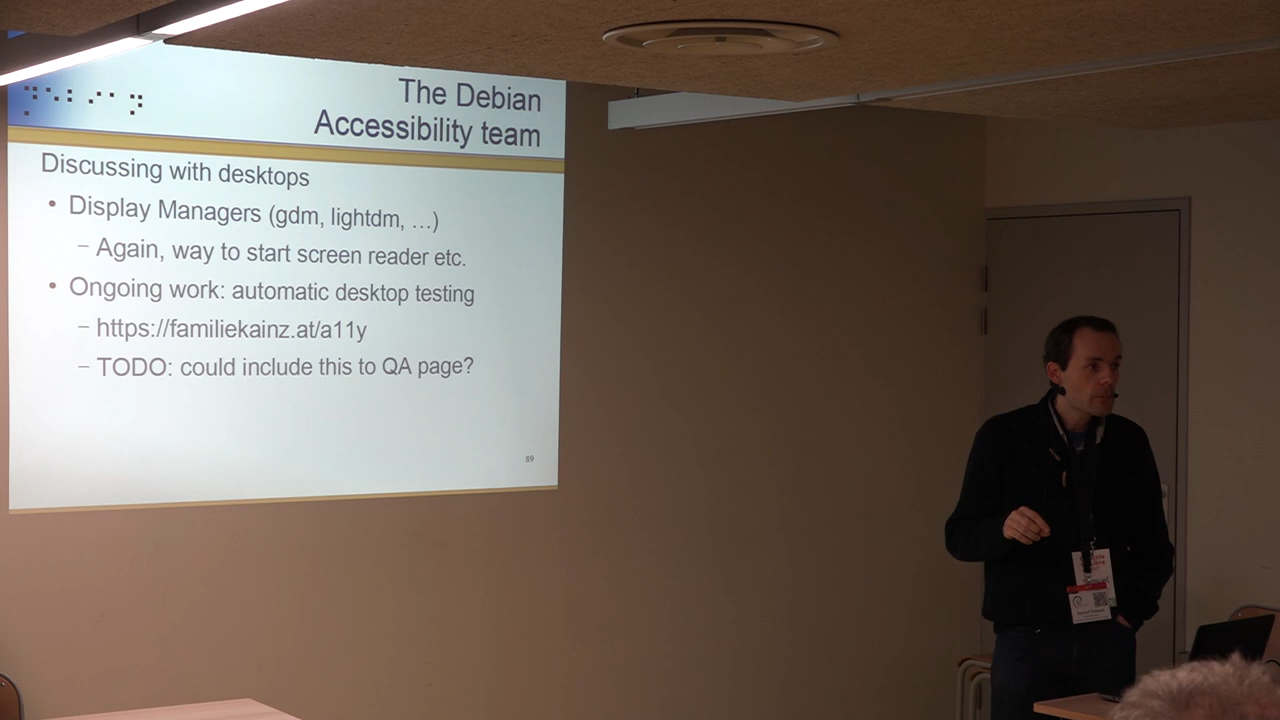 The Debian
Accessibility team
Discussing with desktops
• Display Managers (gdm, lightdm, …)
– Again, way to start screen reader etc.
• Ongoing work: automatic desktop testing
– https://familiekainz.at/a11y
– TODO: could include this to QA page?
89